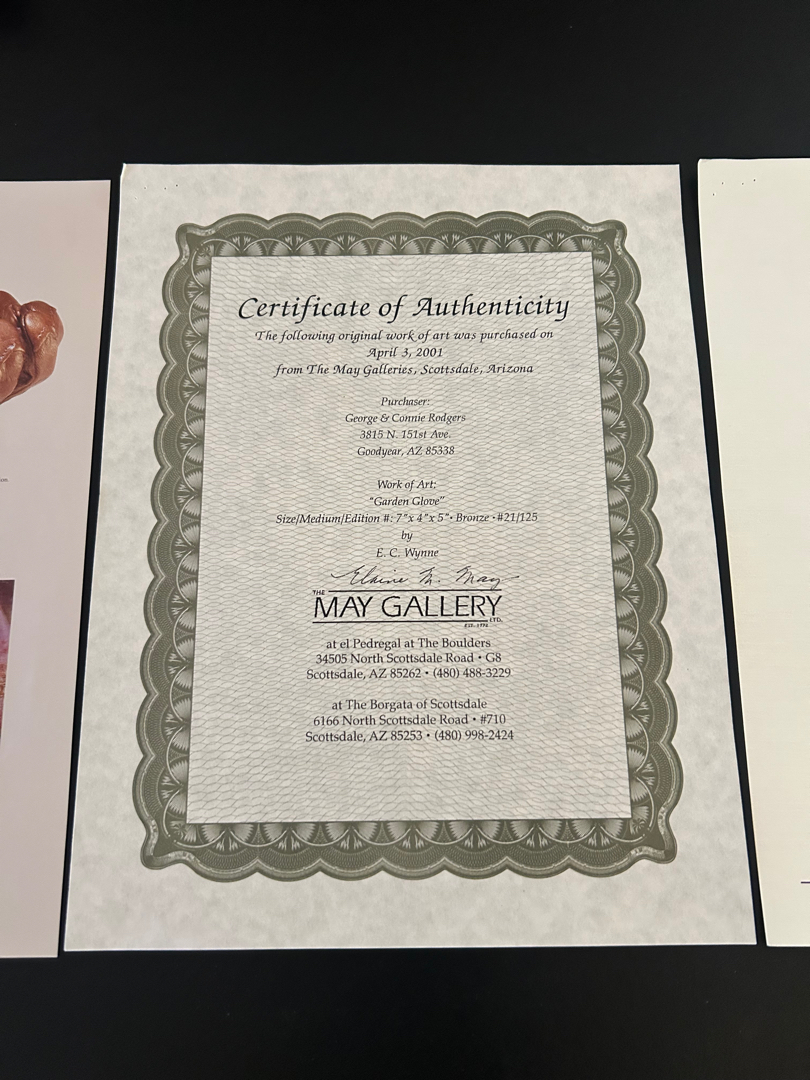 Certificate of Authenticity
The following original work of art was purchased on
April 3, 2001
from The May Galleries, Scottsdale, Arizona
Purchaser:
George & Connie Rodgers
3815 N. 151st Ave.
Goodyear, AZ 85338
Work of Art:
"Garden Glove"
Size/Medium/Edition #: 7"x 4"x 5" • Bronze • #21/125
by
E. C. Wynne
Elaine M. May
THE
MAY GALLERY LTD.
EST. 1972
at el Pedregal at The Boulders
34505 North Scottsdale Road • G8
Scottsdale, AZ 85262 • (480) 488-3229
at The Borgata of Scottsdale
6166 North Scottsdale Road • #710
Scottsdale, AZ 85253 • (480) 998-2424